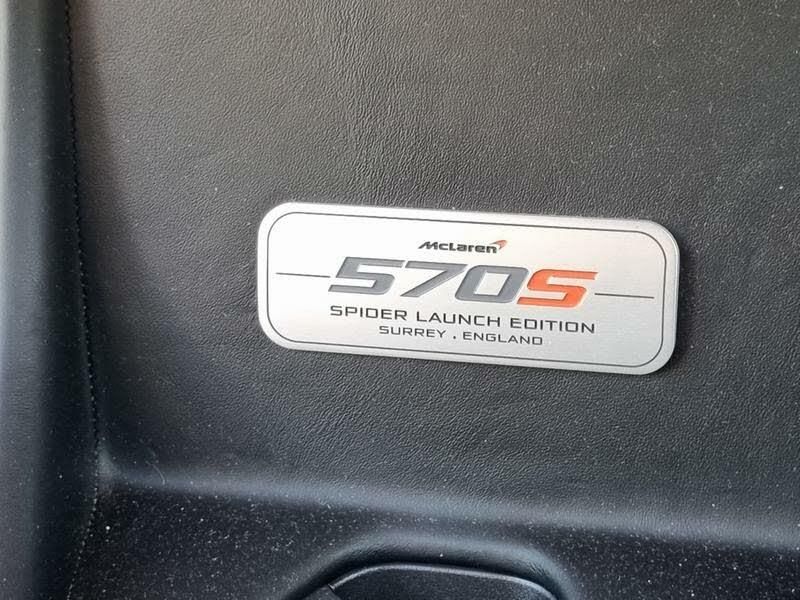 McLaren
570S
SPIDER LAUNCH EDITION
SURREY . ENGLAND